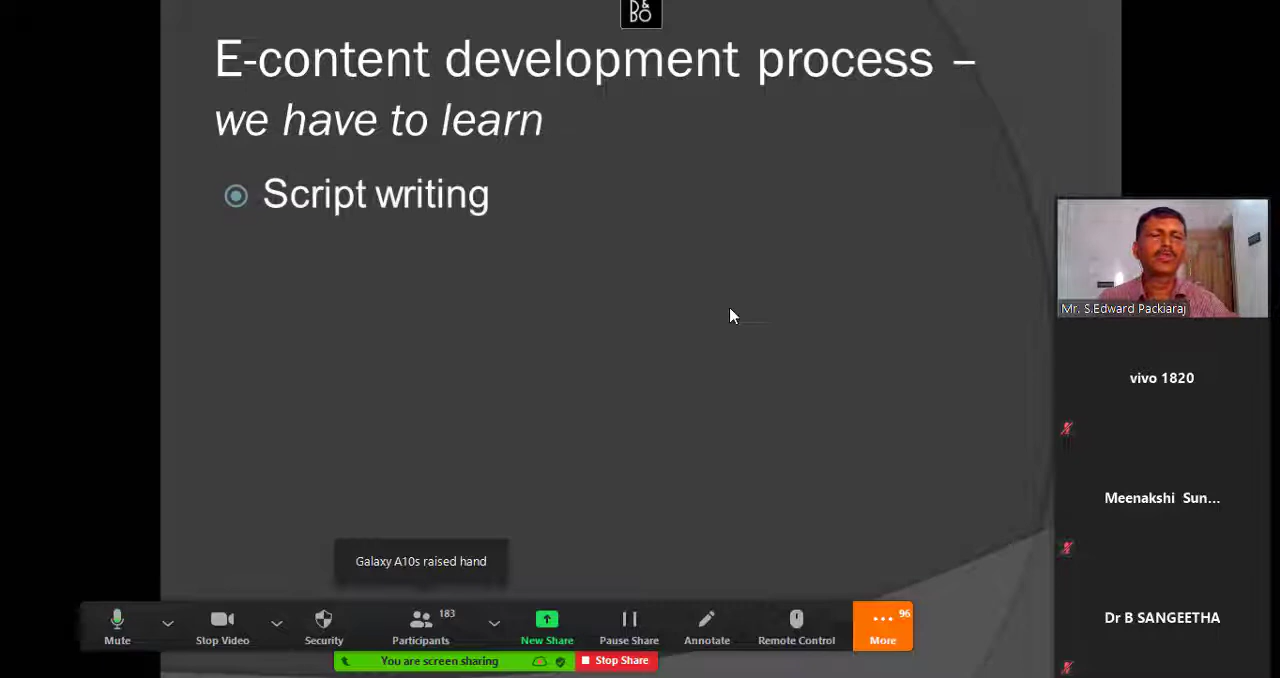 D&
BO
E-content development process –
we have to learn
Script writing
Mr. S.Edward Packiaraj
vivo 1820
Meenakshi Sun...
Galaxy A10s raised hand
Dr B SANGEETHA
183
96
Mute
Stop Video
Security
Participants
New Share
Pause Share
Annotate
Remote Control
More
You are screen sharing
Stop Share